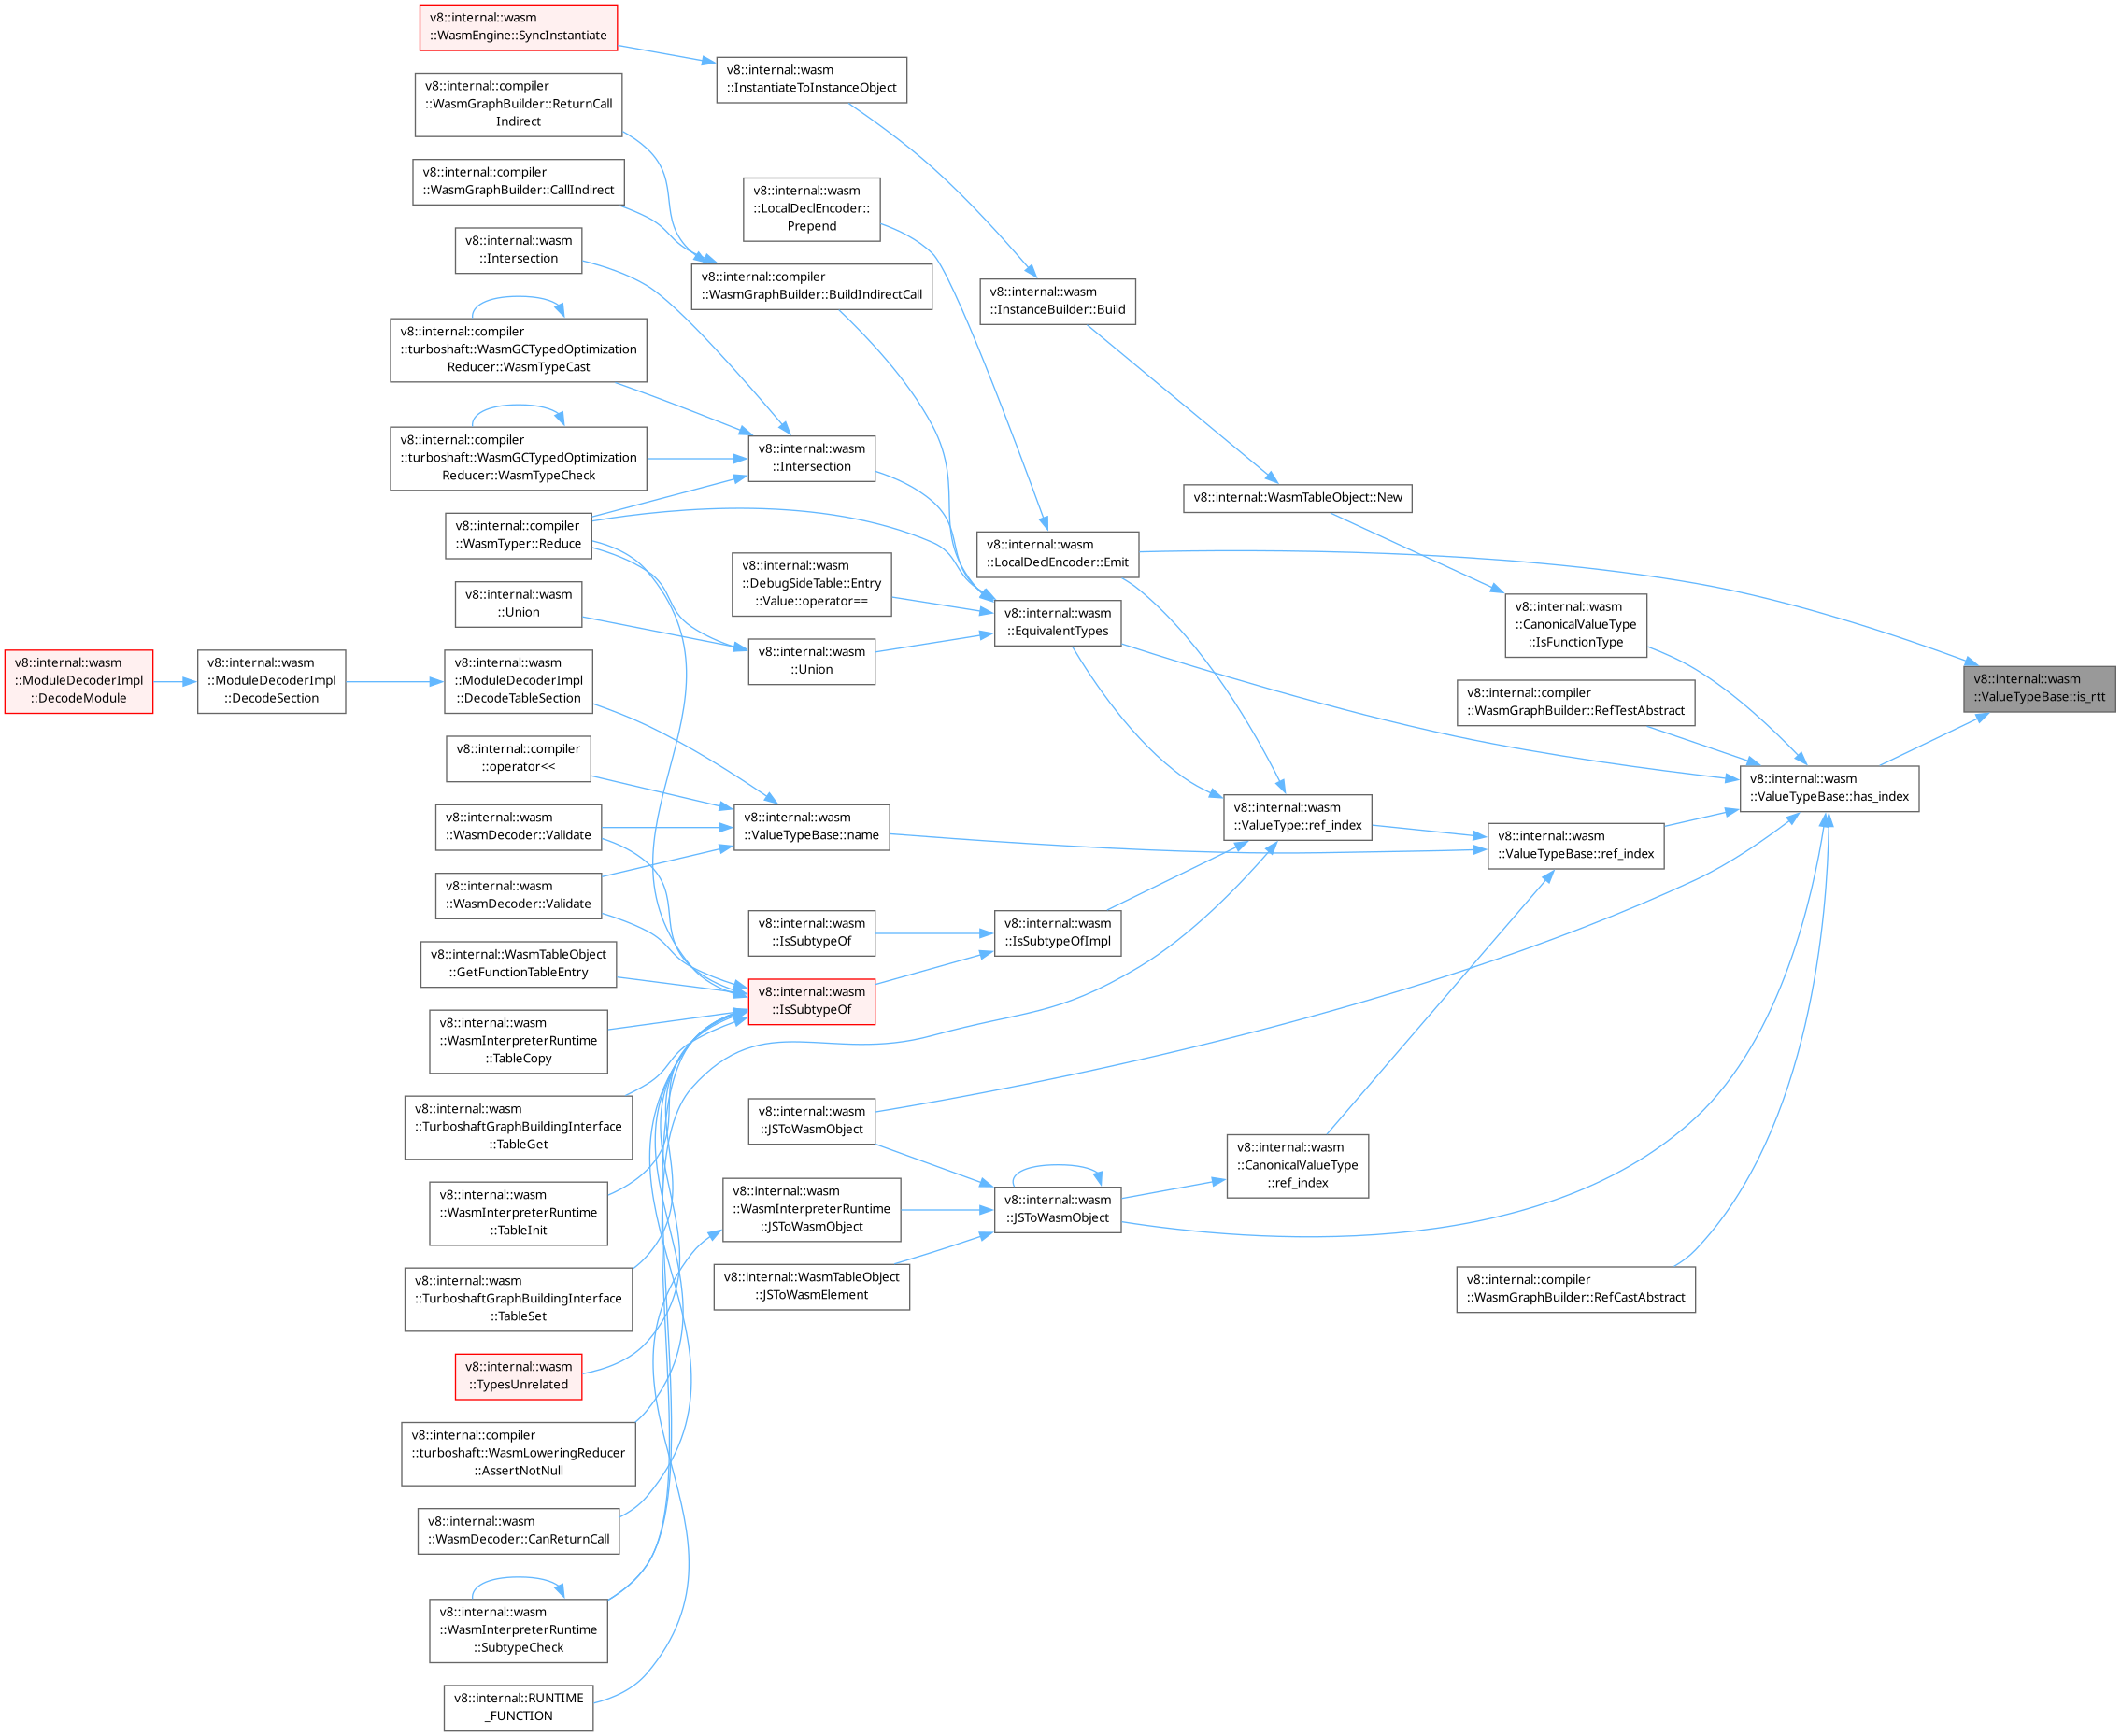 v8::internal::wasm
::WasmEngine::SyncInstantiate
v8::internal::wasm
::InstantiateToInstanceObject
v8::internal::compiler
::WasmGraphBuilder::ReturnCall
Indirect
v8::internal::compiler
::WasmGraphBuilder::CallIndirect
v8::internal::wasm
::LocalDeclEncoder::
Prepend
v8::internal::wasm
::Intersection
v8::internal::compiler
::WasmGraphBuilder::BuildIndirectCall
v8::internal::wasm
::InstanceBuilder::Build
v8::internal::compiler
::turboshaft::WasmGCTypedOptimization
Reducer::WasmTypeCast
v8::internal::compiler
::turboshaft::WasmGCTypedOptimization
Reducer::WasmTypeCheck
v8::internal::wasm
::Intersection
v8::internal::WasmTableObject::New
v8::internal::compiler
::WasmTyper::Reduce
v8::internal::wasm
::LocalDeclEncoder::Emit
v8::internal::wasm
::DebugSideTable::Entry
::Value::operator==
v8::internal::wasm
::Union
v8::internal::wasm
::EquivalentTypes
v8::internal::wasm
::CanonicalValueType
::IsFunctionType
v8::internal::wasm
::Union
v8::internal::wasm
::ModuleDecoderImpl
::DecodeModule
v8::internal::wasm
::ModuleDecoderImpl
::DecodeSection
v8::internal::wasm
::ModuleDecoderImpl
::DecodeTableSection
v8::internal::compiler
::WasmGraphBuilder::RefTestAbstract
v8::internal::wasm
::ValueTypeBase::is_rtt
v8::internal::compiler
::operator<<
v8::internal::wasm
::ValueTypeBase::has_index
v8::internal::wasm
::WasmDecoder::Validate
v8::internal::wasm
::ValueTypeBase::name
v8::internal::wasm
::ValueType::ref_index
v8::internal::wasm
::ValueTypeBase::ref_index
v8::internal::wasm
::WasmDecoder::Validate
v8::internal::wasm
::IsSubtypeOf
v8::internal::wasm
::IsSubtypeOfImpl
v8::internal::WasmTableObject
::GetFunctionTableEntry
v8::internal::wasm
::IsSubtypeOf
v8::internal::wasm
::WasmInterpreterRuntime
::TableCopy
v8::internal::wasm
::TurboshaftGraphBuildingInterface
::TableGet
v8::internal::wasm
::JSToWasmObject
v8::internal::wasm
::CanonicalValueType
::ref_index
v8::internal::wasm
::WasmInterpreterRuntime
::TableInit
v8::internal::wasm
::WasmInterpreterRuntime
::JSToWasmObject
v8::internal::wasm
::JSToWasmObject
v8::internal::wasm
::TurboshaftGraphBuildingInterface
::TableSet
v8::internal::WasmTableObject
::JSToWasmElement
v8::internal::compiler
::WasmGraphBuilder::RefCastAbstract
v8::internal::wasm
::TypesUnrelated
v8::internal::compiler
::turboshaft::WasmLoweringReducer
::AssertNotNull
v8::internal::wasm
::WasmDecoder::CanReturnCall
v8::internal::wasm
::WasmInterpreterRuntime
::SubtypeCheck
v8::internal::RUNTIME
_FUNCTION